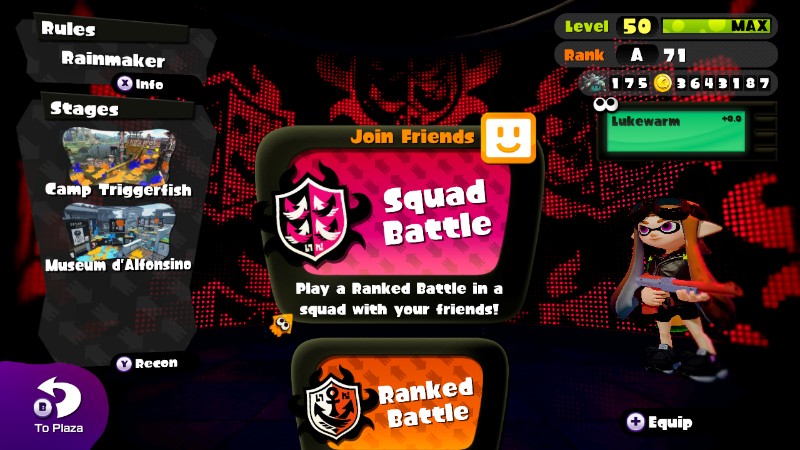 Rules
Rainmaker
X Info
Stages
Camp Triggerfish
Museum d'Alfonsino
Y Recon
B
To Plaza
Join Friends
Squad
Battle
Play a Ranked Battle in a
squad with your friends!
Ranked
Battle
Level 50 MAX
Rank A 71
175 3643187
Lukewarm +0.0
+ Equip